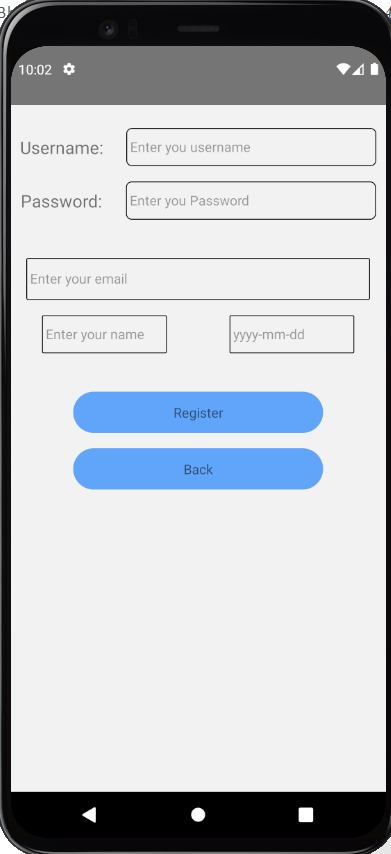 10:02
Username: Enter you username
Password: Enter you Password
Enter your email
Enter your name yyyy-mm-dd
Register
Back